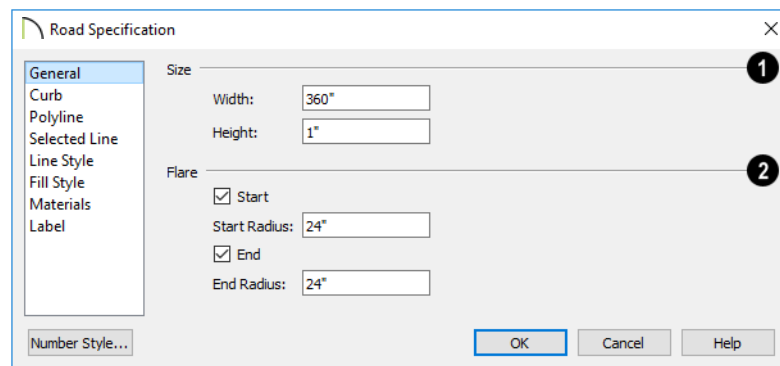 Road Specification
General
Curb
Polyline
Selected Line
Line Style
Fill Style
Materials
Label
Size
1
Width: 360"
Height: 1"
Flare
2
Start
Start Radius: 24"
End
End Radius: 24"
Number Style...
OK
Cancel
Help